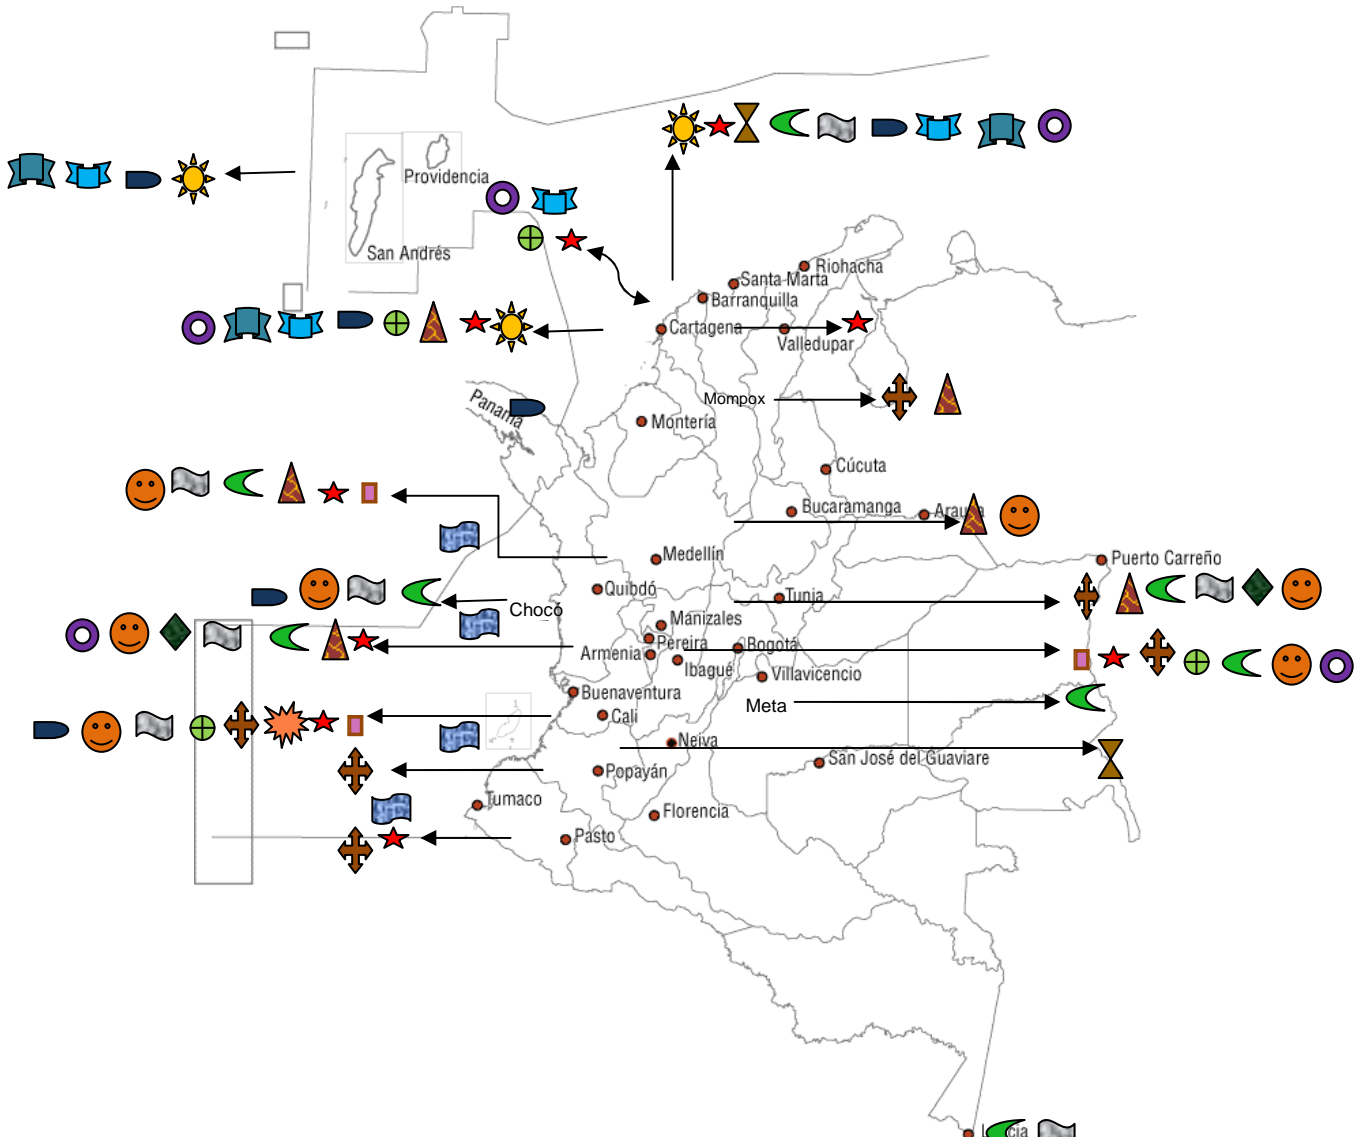 Providencia
San Andrés
Riohacha
Santa Marta
Barranquilla
Cartagena
Valledupar
Panamá
Mompox
Montería
Cúcuta
Bucaramanga
Arauca
Medellín
Puerto Carreño
Quibdó
Tunja
Chocó
Manizales
Pereira
Bogotá
Armenia
Ibagué
Villavicencio
Buenaventura
Meta
Cali
Neiva
San José del Guaviare
Popayán
Tumaco
Florencia
Pasto